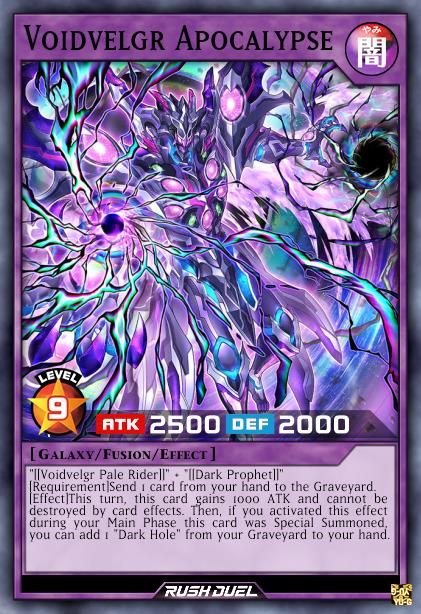 Voidvelgr Apocalypse
やみ
闇
LEVEL
9
ATK 2500 DEF 2000
[ Galaxy/Fusion/Effect ]
"[[Voidvelgr Pale Rider]]" + "[[Dark Prophet]]"
[Requirement]Send 1 card from your hand to the Graveyard.
[Effect]This turn, this card gains 1000 ATK and cannot be
destroyed by card effects. Then, if you activated this effect
during your Main Phase this card was Special Summoned,
you can add 1 "Dark Hole" from your Graveyard to your hand.
RUSH DUEL